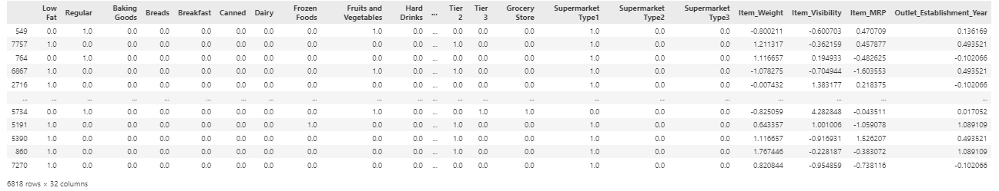 Low Fat Regular Baking Goods Breads Breakfast Canned Dairy Frozen Foods Fruits and Vegetables Hard Drinks ... Tier 2 Tier 3 Grocery Store Supermarket Type1 Supermarket Type2 Supermarket Type3 Item_Weight Item_Visibility Item_MRP Outlet_Establishment_Year
549 0.0 1.0 0.0 0.0 0.0 0.0 0.0 0.0 1.0 0.0 ... 0.0 0.0 0.0 1.0 0.0 0.0 -0.800211 -0.600703 0.470709 0.136169
7757 1.0 0.0 0.0 0.0 0.0 0.0 0.0 0.0 0.0 0.0 ... 1.0 0.0 0.0 1.0 0.0 0.0 1.211317 -0.362159 0.457877 0.493521
764 0.0 1.0 0.0 0.0 0.0 0.0 0.0 0.0 0.0 0.0 ... 0.0 0.0 0.0 1.0 0.0 0.0 1.116657 0.194933 -0.482625 -0.102066
6867 1.0 0.0 0.0 0.0 0.0 0.0 0.0 0.0 1.0 0.0 ... 1.0 0.0 0.0 1.0 0.0 0.0 -1.078275 -0.704944 -1.603553 0.493521
2716 1.0 0.0 0.0 0.0 0.0 0.0 0.0 0.0 0.0 0.0 ... 0.0 0.0 0.0 1.0 0.0 0.0 -0.007432 1.383177 0.218375 -0.102066
... ... ... ... ... ... ... ... ... ... ... ... ... ... ... ... ... ... ... ... ... ...
5734 0.0 1.0 0.0 0.0 0.0 0.0 0.0 0.0 1.0 0.0 ... 0.0 1.0 1.0 0.0 0.0 0.0 -0.825059 4.282848 -0.043511 0.017052
5191 1.0 0.0 0.0 0.0 0.0 0.0 0.0 1.0 0.0 0.0 ... 1.0 0.0 0.0 1.0 0.0 0.0 0.643357 1.001006 -1.059078 1.089109
5390 1.0 0.0 0.0 0.0 0.0 0.0 0.0 0.0 0.0 0.0 ... 1.0 0.0 0.0 1.0 0.0 0.0 1.116657 -0.916931 1.526207 0.493521
860 1.0 0.0 0.0 0.0 0.0 0.0 0.0 0.0 0.0 0.0 ... 1.0 0.0 0.0 1.0 0.0 0.0 1.767446 -0.228187 -0.383072 1.089109
7270 1.0 0.0 0.0 0.0 0.0 0.0 0.0 0.0 0.0 0.0 ... 0.0 0.0 0.0 1.0 0.0 0.0 0.820844 -0.954859 -0.738116 -0.102066
6818 rows × 32 columns